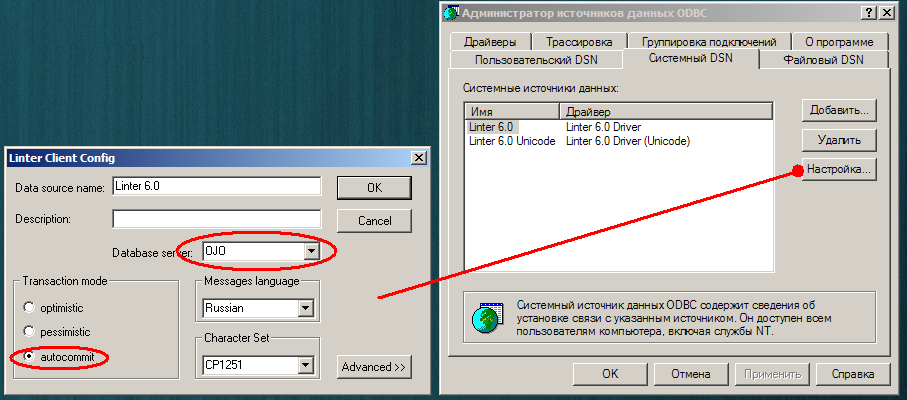 Администратор источников данных ODBC
Драйверы
Трассировка
Группировка подключений
О программе
Пользовательский DSN
Системный DSN
Файловый DSN
Системные источники данных:
Имя
Драйвер
Linter 6.0
Linter 6.0 Driver
Linter 6.0 Unicode
Linter 6.0 Driver (Unicode)
Добавить...
Удалить
Настройка...
Системный источник данных ODBC содержит сведения об
установке связи с указанным источником. Он доступен всем
пользователям компьютера, включая службы NT.
OK
Отмена
Применить
Справка
Linter Client Config
Data source name:
Linter 6.0
OK
Description:
Cancel
Database server:
OJO
Transaction mode
optimistic
pessimistic
autocommit
Messages language
Russian
Character Set
CP1251
Advanced >>